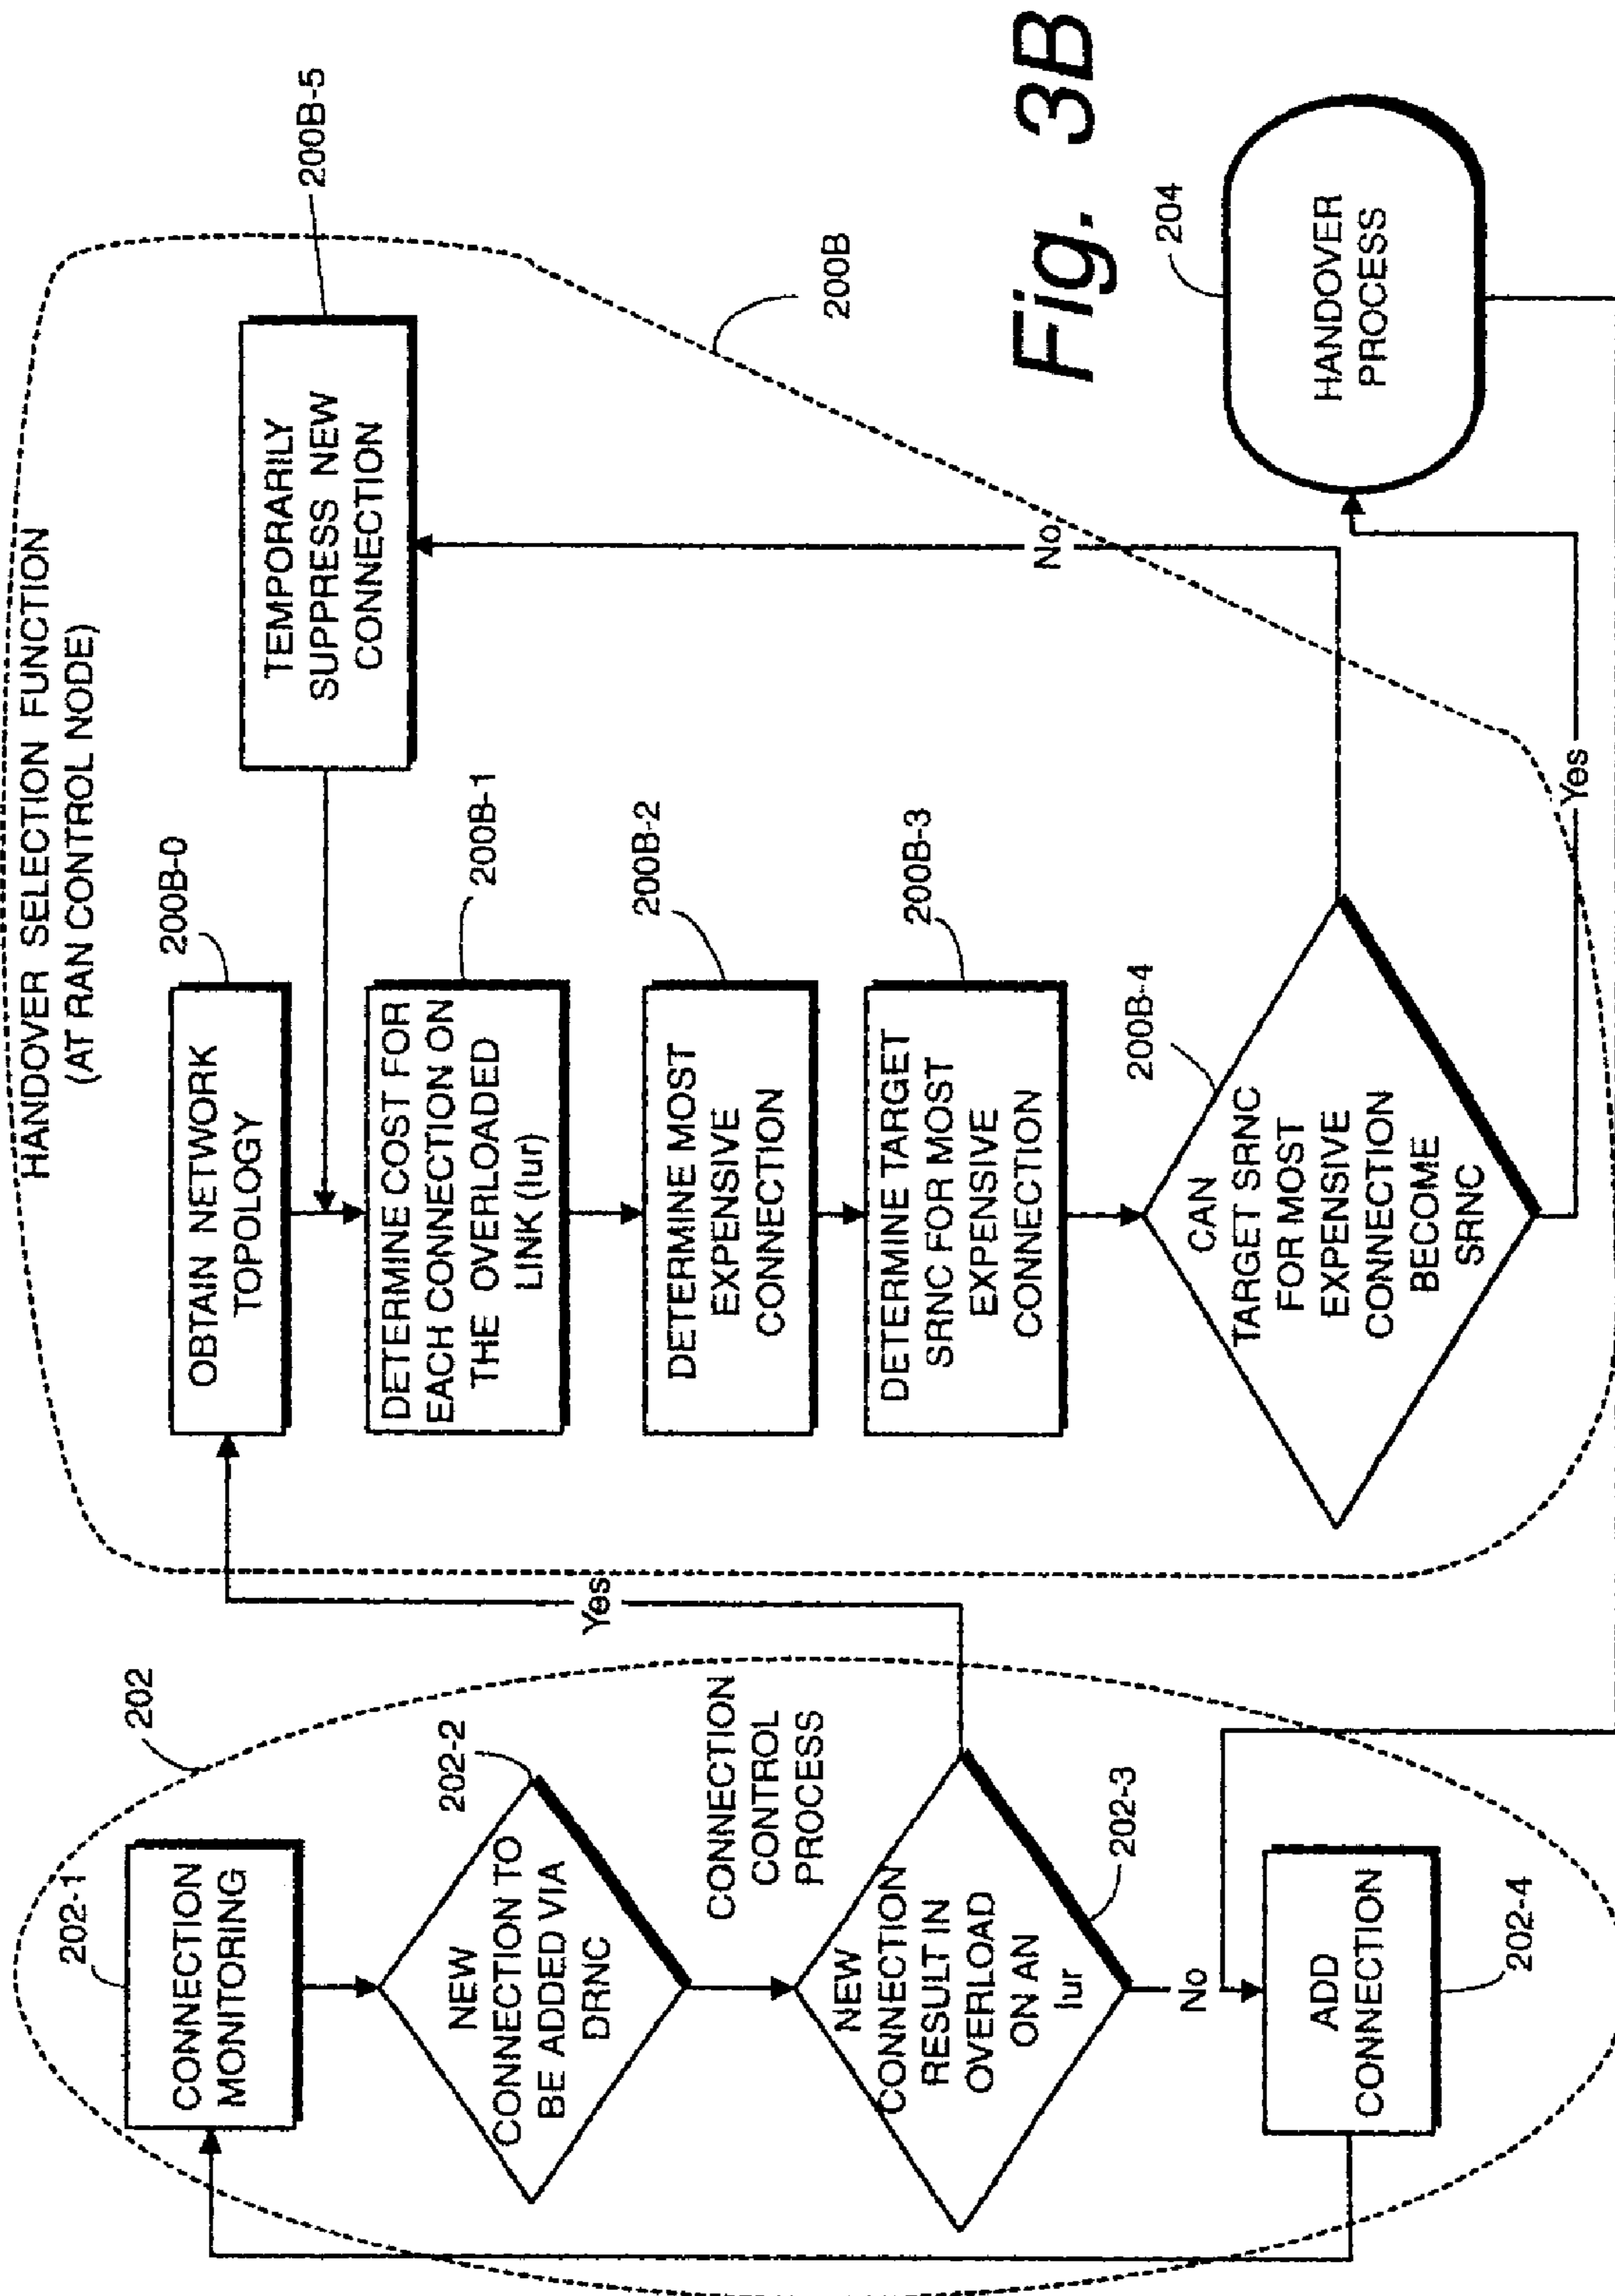 HANDOVER SELECTION FUNCTION
(AT RAN CONTROL NODE)
202
202-1
CONNECTION
MONITORING
202-2
NEW
CONNECTION TO
BE ADDED VIA
DRNC
CONNECTION
CONTROL
PROCESS
NEW
CONNECTION
RESULT IN
OVERLOAD
ON AN
Iur
202-3
Yes
No
ADD
CONNECTION
202-4
200B-0
OBTAIN NETWORK
TOPOLOGY
200B-1
DETERMINE COST FOR
EACH CONNECTION ON
THE OVERLOADED
LINK (Iur)
200B-2
DETERMINE MOST
EXPENSIVE
CONNECTION
200B-3
DETERMINE TARGET
SRNC FOR MOST
EXPENSIVE
CONNECTION
200B-4
CAN
TARGET SRNC
FOR MOST
EXPENSIVE
CONNECTION
BECOME
SRNC
No
Yes
200B-5
TEMPORARILY
SUPPRESS NEW
CONNECTION
200B
204
HANDOVER
PROCESS
Fig. 3B